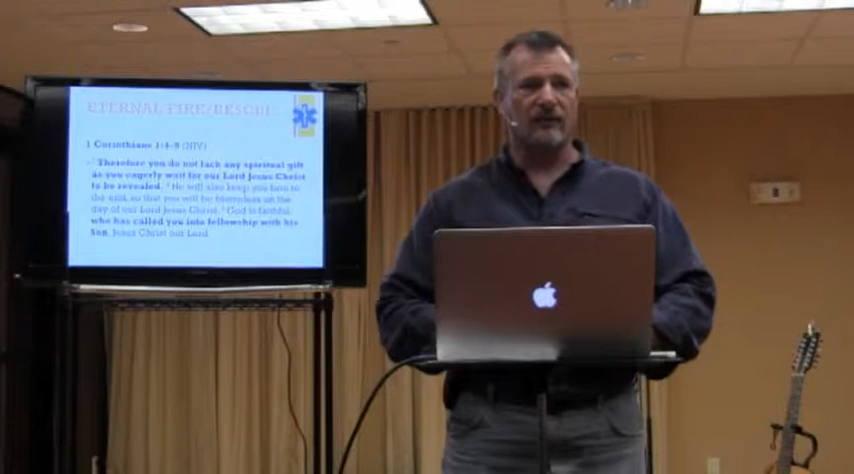 ETERNAL FIRE/RESCUE
1 Corinthians 1:4-9 (NIV)
Therefore you do not lack any spiritual gift
as you eagerly wait for our Lord Jesus Christ
to be revealed. 8 He will also keep you firm to
the end, so that you will be blameless on the
day of our Lord Jesus Christ. 9 God is faithful,
who has called you into fellowship with his
Son, Jesus Christ our Lord.